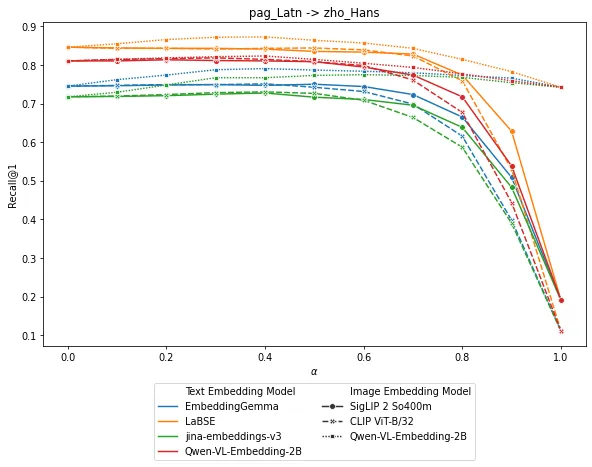 pag_Latn -> zho_Hans
Recall@1
0.9
0.8
0.7
0.6
0.5
0.4
0.3
0.2
0.1
0.0
0.2
0.4
0.6
0.8
1.0
α
Text Embedding Model
EmbeddingGemma
LaBSE
jina-embeddings-v3
Qwen-VL-Embedding-2B
Image Embedding Model
SigLIP 2 So400m
CLIP ViT-B/32
Qwen-VL-Embedding-2B